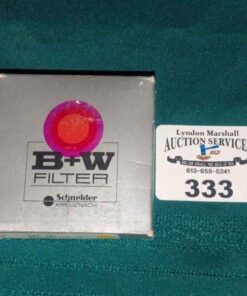 B+W
FILTER
Schneider
KREUZNACH
Lyndon Marshall
AUCTION SERVICE
613-658-5241
333